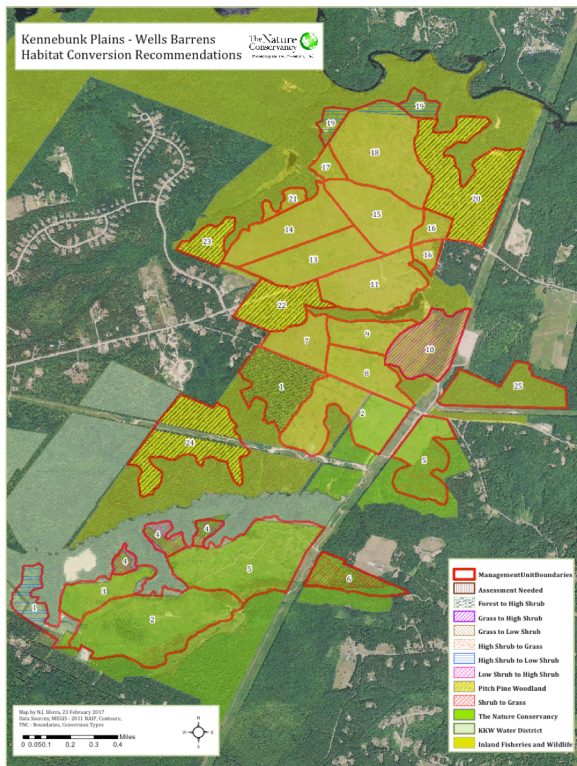 Kennebunk Plains - Wells Barrens
Habitat Conversion Recommendations
The Nature
Conservancy
19
19
18
17
20
21
15
16
14
23
16
13
11
22
9
7
10
8
1
25
2
24
5
4
4
4
5
6
3
1
2
ManagementUnitBoundaries
Assessment Needed
Forest to High Shrub
Grass to High Shrub
Grass to Low Shrub
High Shrub to Grass
High Shrub to Low Shrub
Low Shrub to High Shrub
Pitch Pine Woodland
Shrub to Grass
The Nature Conservancy
KKW Water District
Inland Fisheries and Wildlife
Map by N.J. Sferra, 23 February 2017
Data Sources; MEGIS - 2011 NAIP, Contours;
TNC - Boundaries, Conversion Types
Miles
0 0.05 0.1 0.2 0.3 0.4
N
W E
S